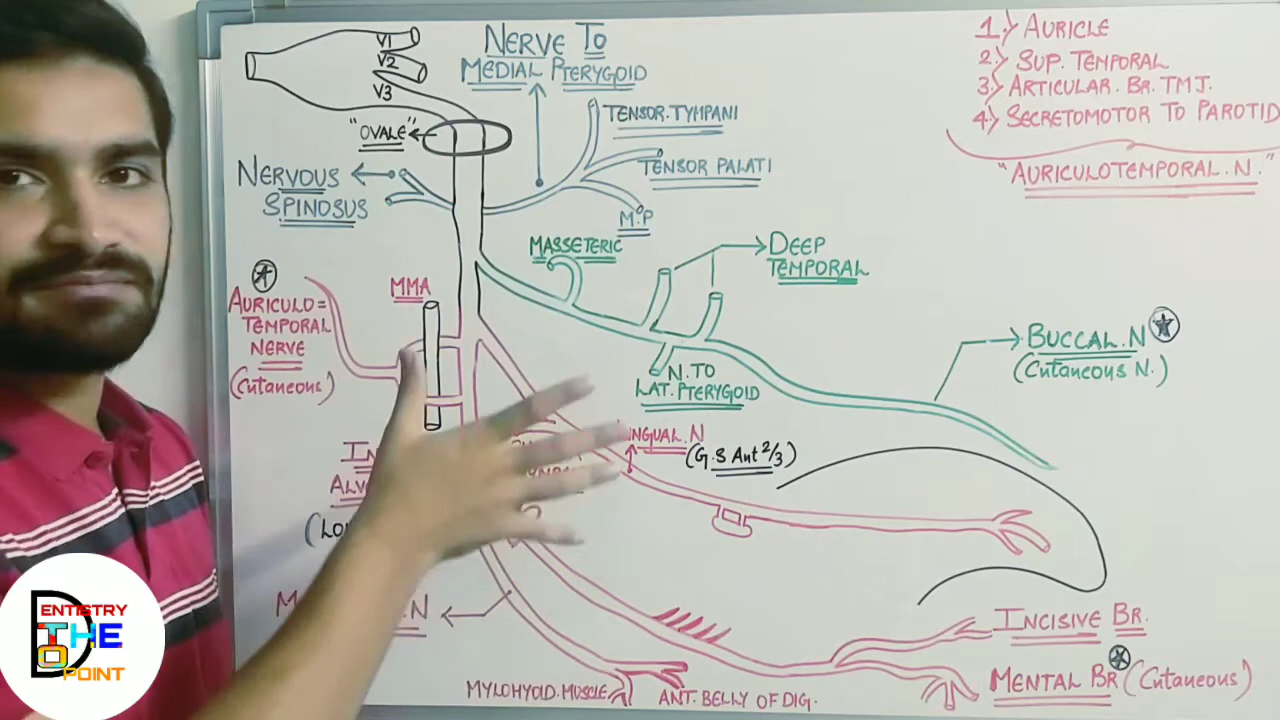 V1
V2
V3
"OVALE"
NERVE TO
MEDIAL PTERYGOID
TENSOR.TYMPANI
TENSOR PALATI
M.P
NERVOUS
SPINOSUS
1.} AURICLE
2.} SUP. TEMPORAL
3.} ARTICULAR. BR. TMJ.
4.} SECRETOMOTOR TO PAROTID
"AURICULOTEMPORAL.N."
MASSETERIC
DEEP
TEMPORAL
AURICULO=
TEMPORAL
NERVE
(Cutaneous)
MMA
N. TO
LAT. PTERYGOID
BUCCAL.N
(Cutaneous N.)
LINGUAL.N
(G.S Ant 2/3)
INCISIVE BR.
MENTAL BR (Cutaneous)
MYLOHYOID.MUSCLE
ANT. BELLY OF DIG.
DENTISTRY
TO THE
POINT